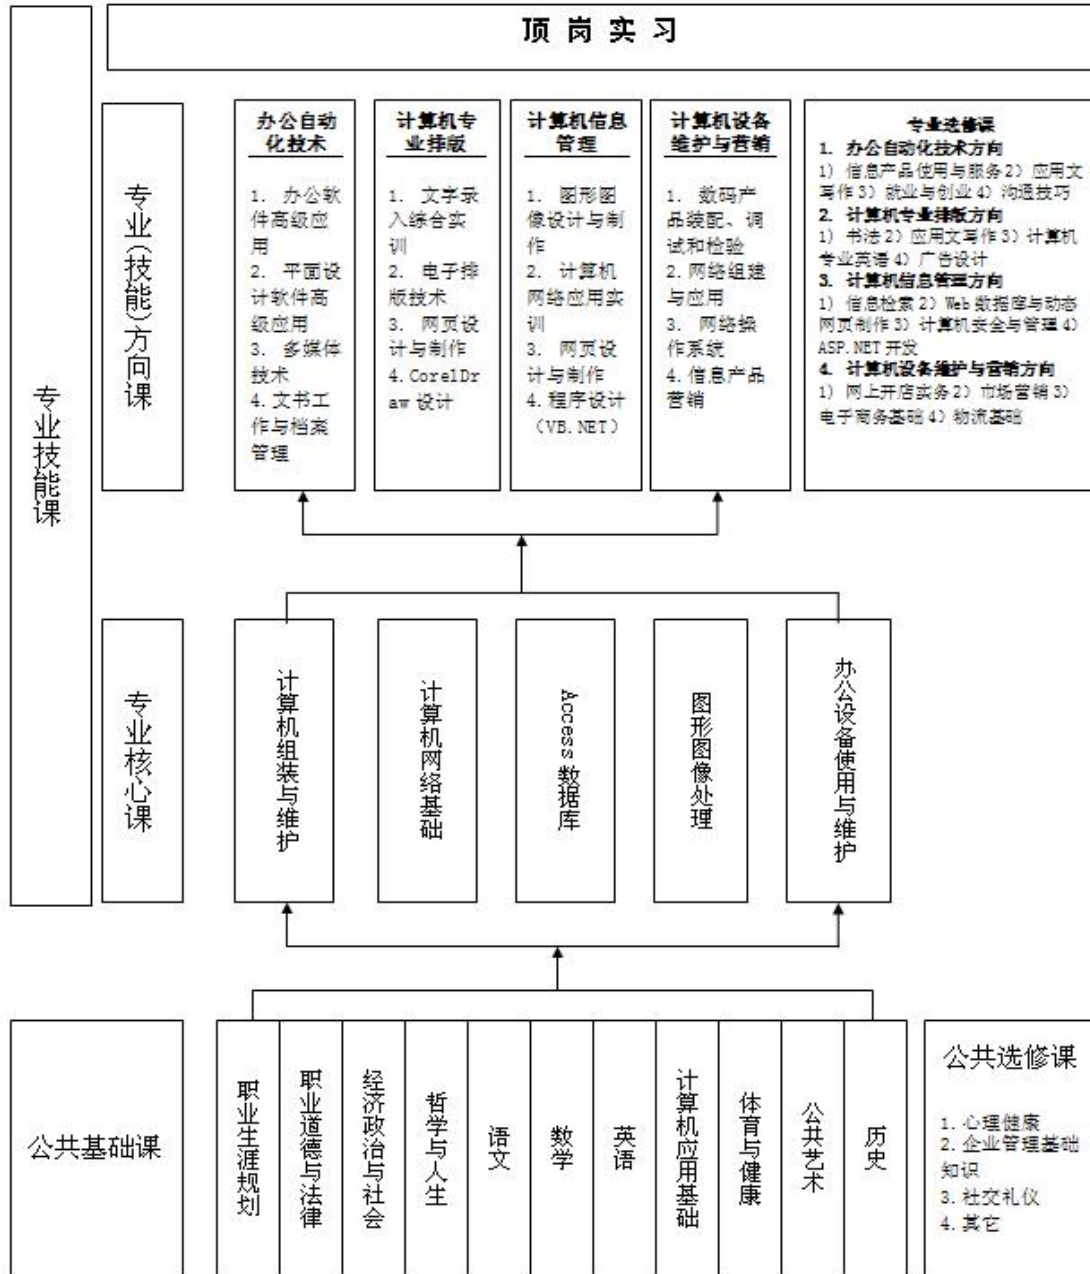 顶岗实习
专业技能课
专业(技能)方向课
办公自动
化技术
1. 办公软
件高级应
用
2. 平面设
计软件高
级应用
3. 多媒体
技术
4. 文书工
作与档案
管理
计算机专
业排版
1. 文字录
入综合实
训
2. 电子排
版技术
3. 网页设
计与制作
4.CorelDr
aw 设计
计算机信息
管理
1. 图形图
像设计与制
作
2. 计算机
网络应用实
训
3. 网页设
计与制作
4. 程序设计
(VB.NET)
计算机设备
维护与营销
1. 数码产
品装配、调
试和检验
2. 网络组建
与应用
3. 网络操
作系统
4. 信息产品
营销
专业选修课
1. 办公自动化技术方向
1) 信息产品使用与服务 2) 应用文
写作 3) 就业与创业 4) 沟通技巧
2. 计算机专业排版方向
1) 书法 2) 应用文写作 3) 计算机
专业英语 4) 广告设计
3. 计算机信息管理方向
1) 信息检索 2) Web 数据库与动态
网页制作 3) 计算机安全与管理 4)
ASP.NET 开发
4. 计算机设备维护与营销方向
1) 网上开店实务 2) 市场营销 3)
电子商务基础 4) 物流基础
专业核心课
计算机组装与维护
计算机网络基础
Access 数据库
图形图像处理
办公设备使用与维护
公共基础课
职业生涯规划
职业道德与法律
经济政治与社会
哲学与人生
语文
数学
英语
计算机应用基础
体育与健康
公共艺术
历史
公共选修课
1. 心理健康
2. 企业管理基础
知识
3. 社交礼仪
4. 其它